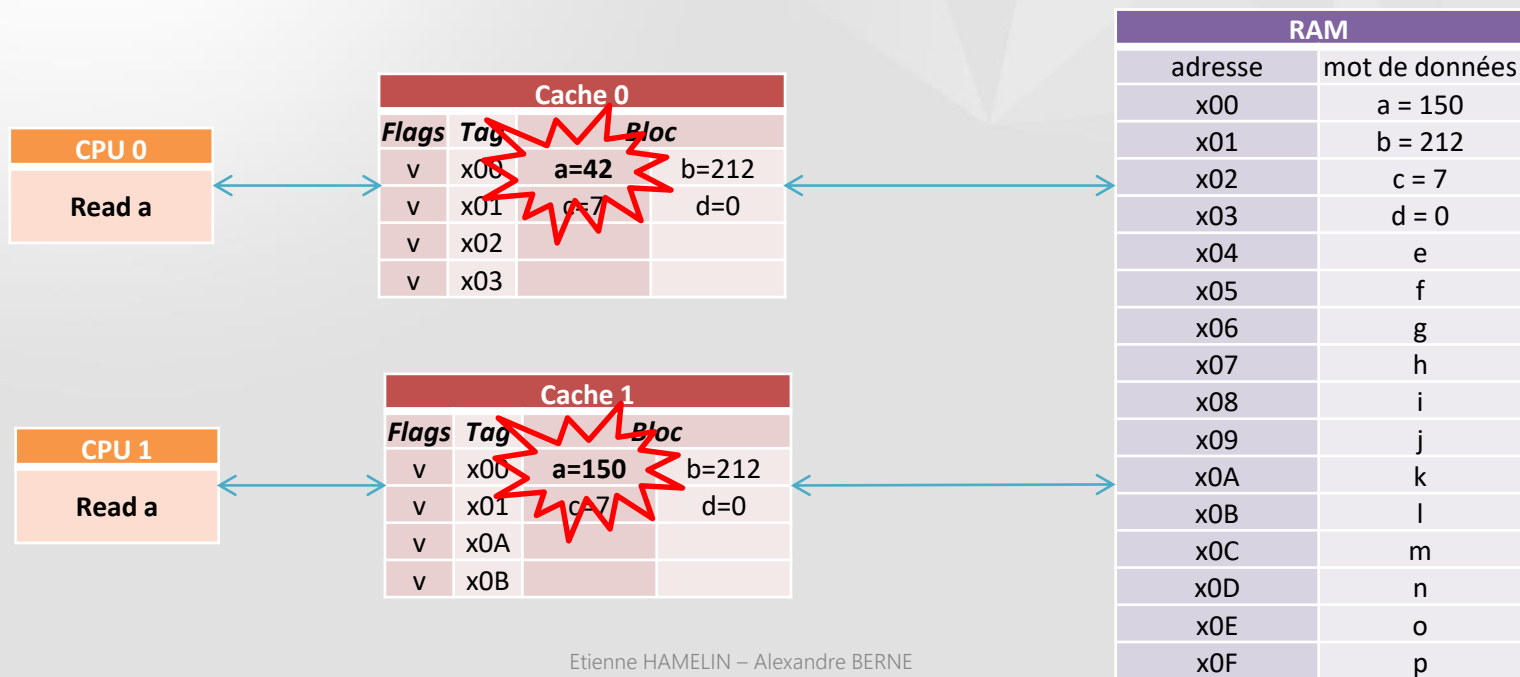 RAM
adresse mot de données
x00 a = 150
x01 b = 212
x02 c = 7
x03 d = 0
x04 e
x05 f
x06 g
x07 h
x08 i
x09 j
x0A k
x0B l
x0C m
x0D n
x0E o
x0F p
CPU 0
Read a
Cache 0
Flags Tag Bloc
v x00 a=42 b=212
v x01 c=7 d=0
v x02
v x03
CPU 1
Read a
Cache 1
Flags Tag Bloc
v x00 a=150 b=212
v x01 c=7 d=0
v x0A
v x0B
Etienne HAMELIN – Alexandre BERNE